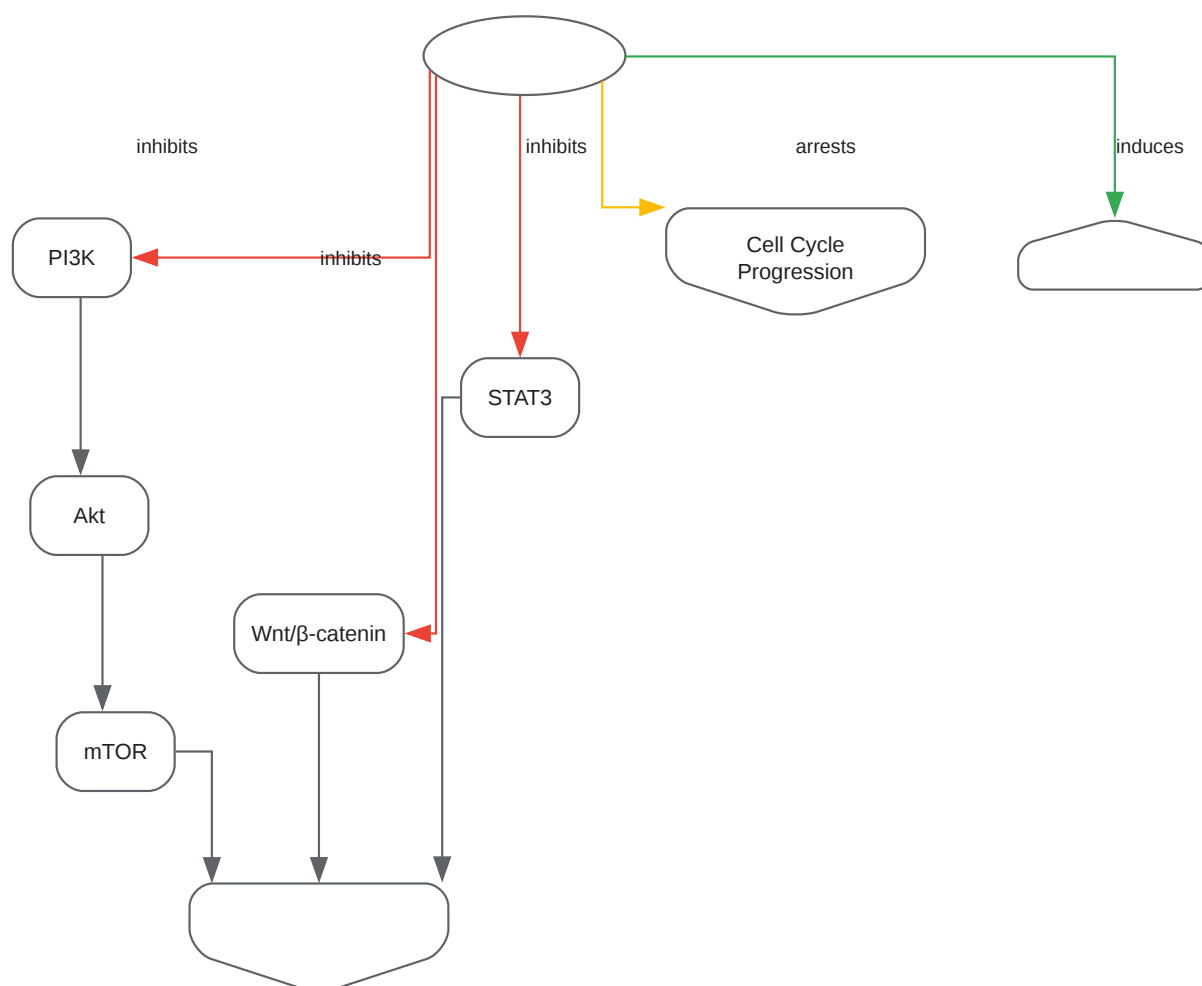 inhibits
inhibits
arrests
induces
PI3K
inhibits
Cell Cycle
Progression
STAT3
Akt
Wnt/β-catenin
mTOR